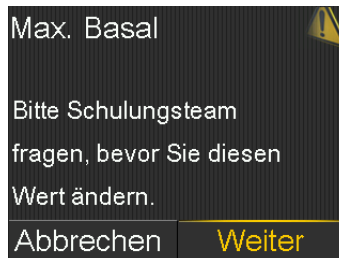 Max. Basal
Bitte Schulungsteam
fragen, bevor Sie diesen
Wert ändern.
Abbrechen Weiter